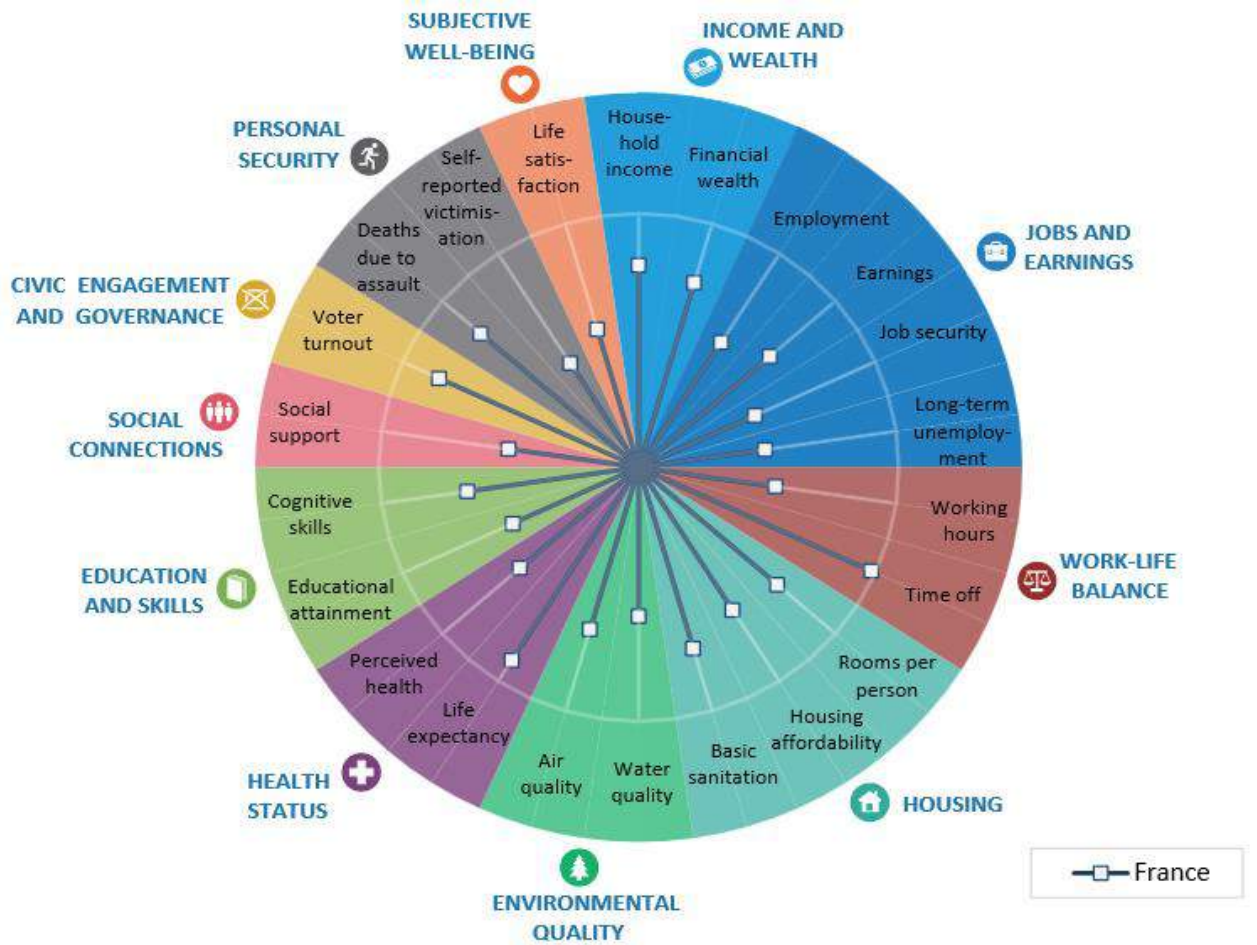 SUBJECTIVE
WELL-BEING
INCOME AND
WEALTH
PERSONAL
SECURITY
JOBS AND
EARNINGS
CIVIC ENGAGEMENT
AND GOVERNANCE
SOCIAL
CONNECTIONS
EDUCATION
AND SKILLS
WORK-LIFE
BALANCE
HEALTH
STATUS
HOUSING
ENVIRONMENTAL
QUALITY
House-
hold
income
Financial
wealth
Employment
Earnings
Job security
Long-term
unemploy-
ment
Working
hours
Time off
Rooms per
person
Housing
affordability
Basic
sanitation
Water
quality
Air
quality
Life
expectancy
Perceived
health
Educational
attainment
Cognitive
skills
Social
support
Voter
turnout
Deaths
due to
assault
Self-
reported
victimis-
ation
Life
satis-
faction
France